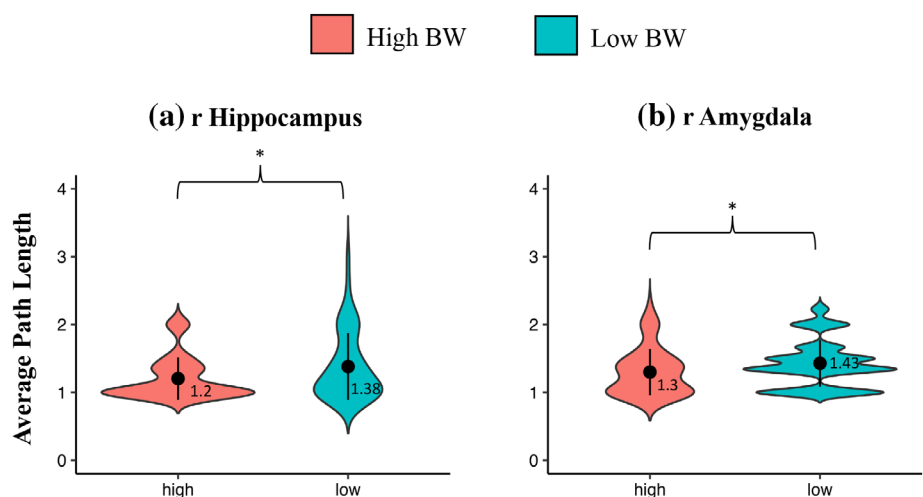 High BW
Low BW
(a) r Hippocampus
(b) r Amygdala
*
*
Average Path Length
4
3
2
1
0
1.2
1.38
high
low
4
3
2
1
0
1.3
1.43
high
low